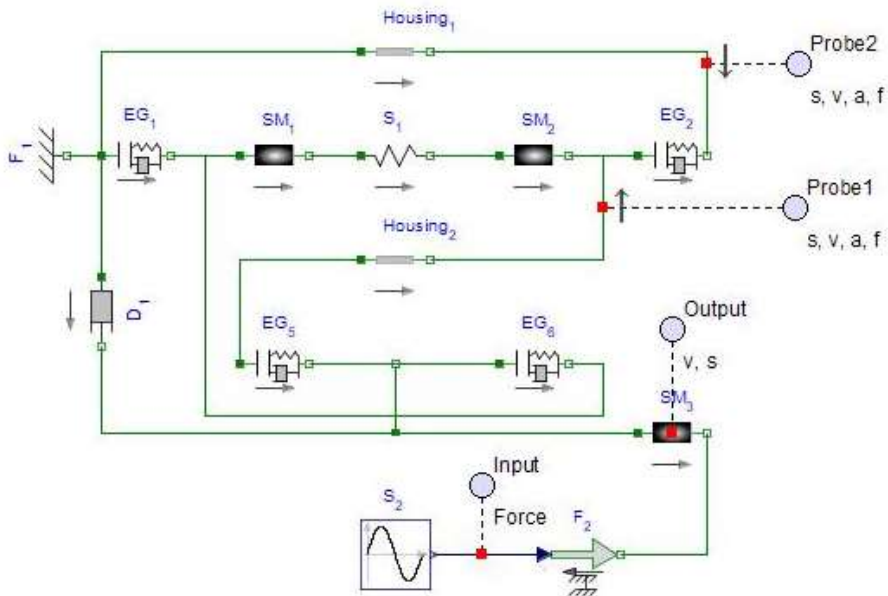 Housing₁
Probe2
s, v, a, f
EG₁
SM₁
S₁
SM₂
EG₂
F₁
Probe1
s, v, a, f
Housing₂
D₁
EG₅
EG₆
Output
v, s
SM₃
Input
S₂
Force
F₂